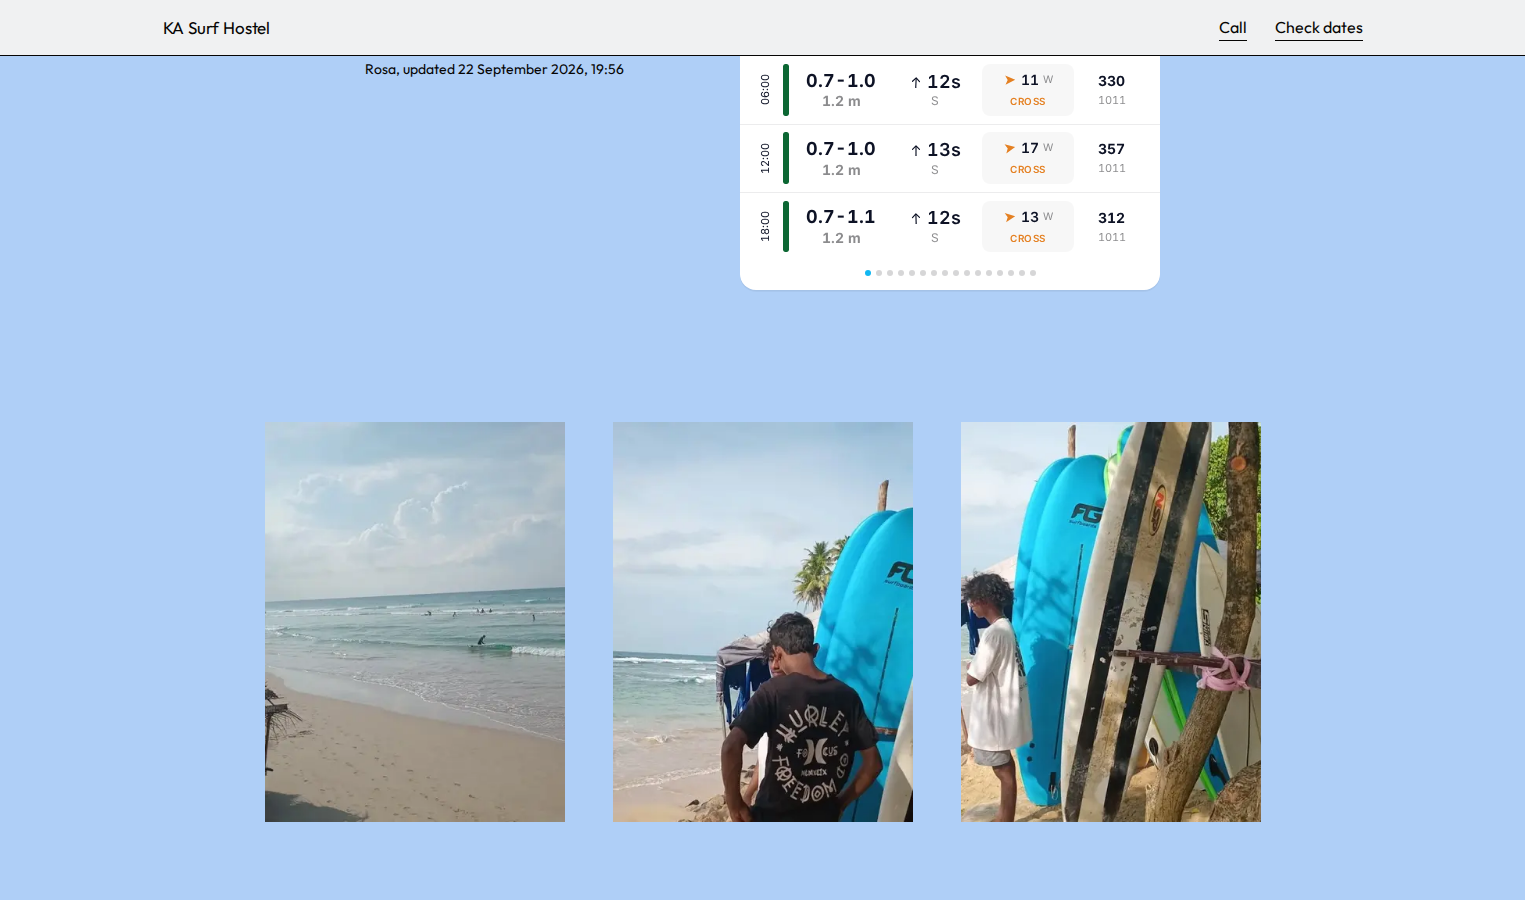 KA Surf Hostel
Call
Check dates
Rosa, updated 22 September 2026, 19:56
06:00
0.7-1.0
1.2 m
↑ 12s
S
11 W
CROSS
330
1011
12:00
0.7-1.0
1.2 m
↑ 13s
S
17 W
CROSS
357
1011
18:00
0.7-1.1
1.2 m
↑ 12s
S
13 W
CROSS
312
1011
HURLEY
FOCUS
FREEDOM
FG